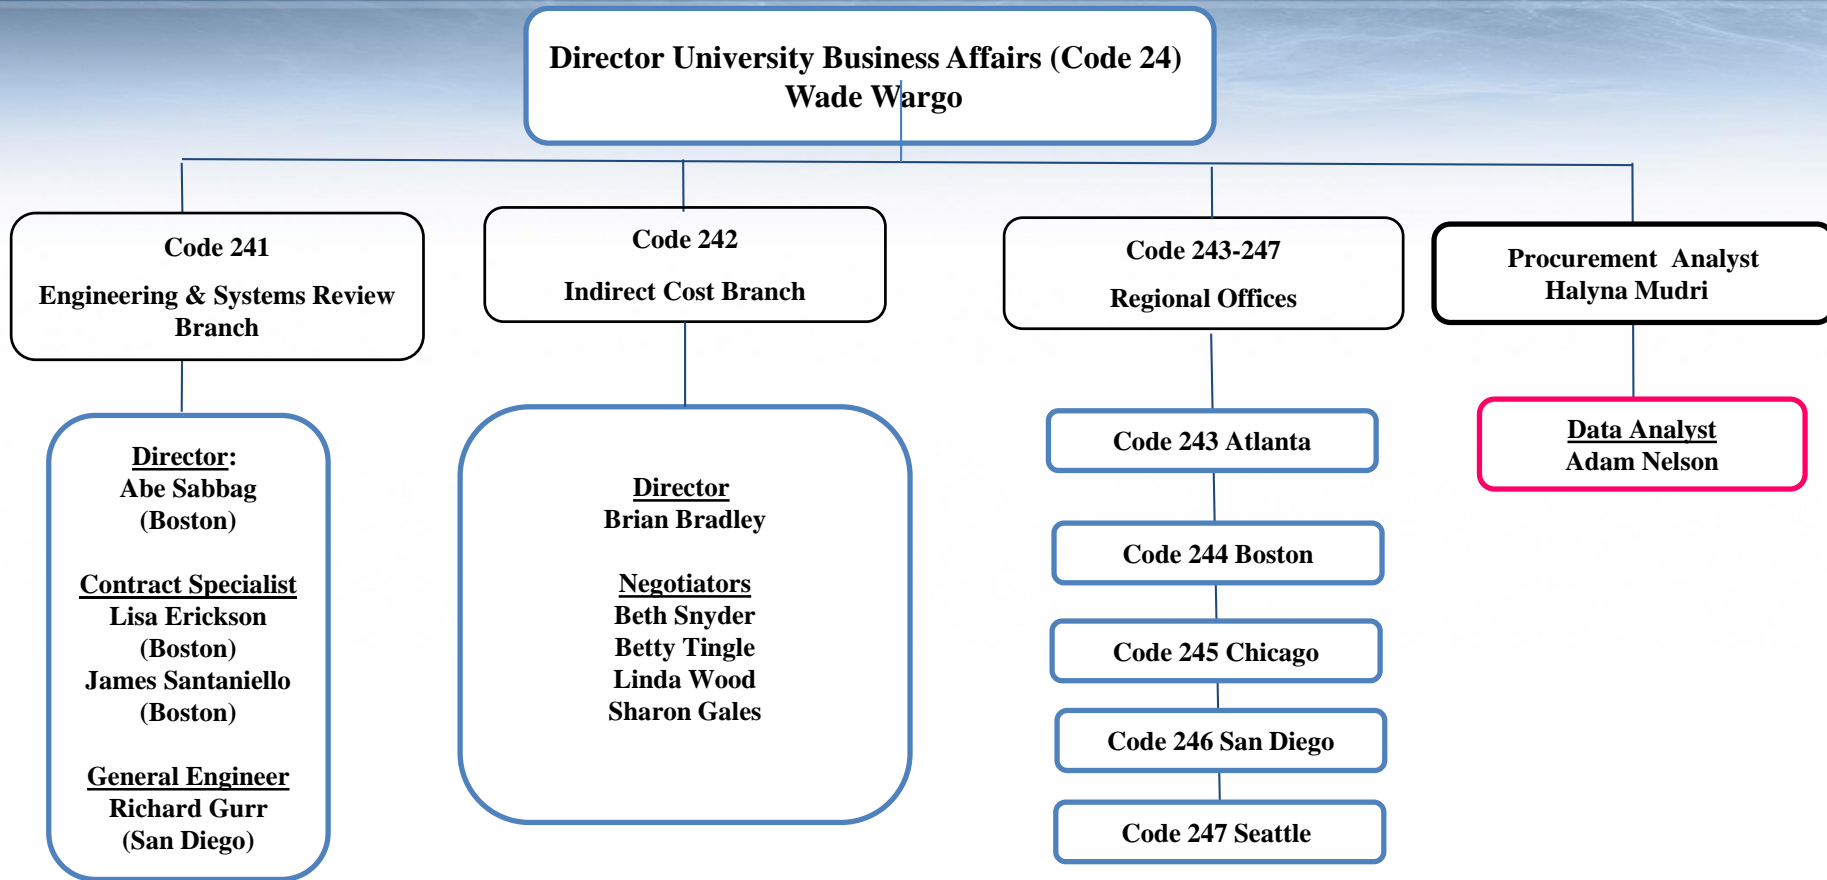 Director University Business Affairs (Code 24)
Wade Wargo
Code 241
Engineering & Systems Review
Branch
Director:
Abe Sabbag
(Boston)
Contract Specialist
Lisa Erickson
(Boston)
James Santaniello
(Boston)
General Engineer
Richard Gurr
(San Diego)
Code 242
Indirect Cost Branch
Director
Brian Bradley
Negotiators
Beth Snyder
Betty Tingle
Linda Wood
Sharon Gales
Code 243-247
Regional Offices
Code 243 Atlanta
Code 244 Boston
Code 245 Chicago
Code 246 San Diego
Code 247 Seattle
Procurement Analyst
Halyna Mudri
Data Analyst
Adam Nelson